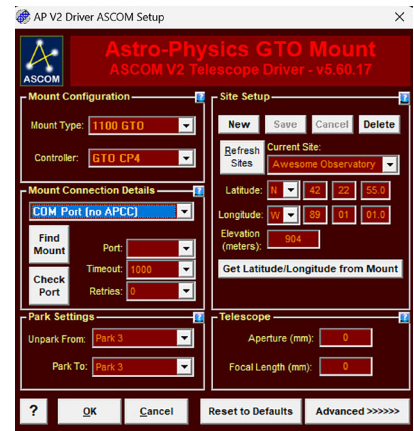 AP V2 Driver ASCOM Setup
ASCOM
Astro-Physics GTO Mount
ASCOM V2 Telescope Driver - v5.60.17
Mount Configuration ?
Mount Type: 1100 GTO
Controller: GTO CP4
Mount Connection Details ?
COM Port (no APCC)
Find Mount
Check Port
Port:
Timeout: 1000
Retries: 0
Park Settings ?
Unpark From: Park 3
Park To: Park 3
Site Setup ?
New Save Cancel Delete
Refresh Sites
Current Site:
Awesome Observatory
Latitude: N 42 22 55.0
Longitude: W 89 01 01.0
Elevation (meters): 904
Get Latitude/Longitude from Mount
Telescope ?
Aperture (mm): 0
Focal Length (mm): 0
? OK Cancel Reset to Defaults Advanced >>>>>>